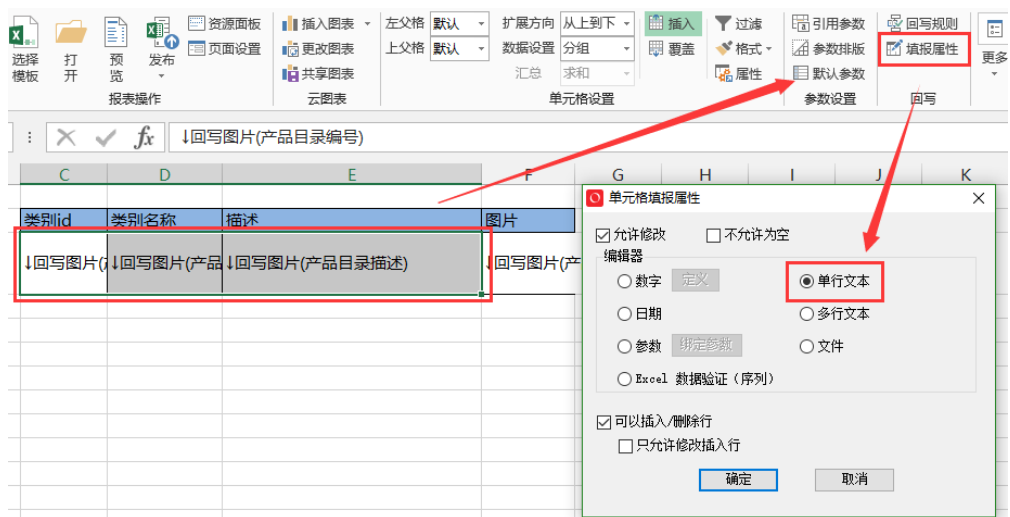 资源面板 插入图表 左父格 默认 扩展方向 从上到下 插入 过滤 引用参数 回写规则
选择模板 打开 预览 发布 页面设置 更改图表 上父格 默认 数据设置 分组 覆盖 格式 参数排版 填报属性 更多
共享图表 汇总 求和 属性 默认参数
报表操作 云图表 单元格设置 参数设置 回写
fx ↓回写图片(产品目录编号)
C D E F G H I J K
类别id 类别名称 描述 图片
↓回写图片(产 ↓回写图片(产品 ↓回写图片(产品目录描述) ↓回写图片(产
单元格填报属性
允许修改 不允许为空
编辑器
数字 定义 单行文本
日期 多行文本
参数 绑定参数 文件
Excel 数据验证（序列）
可以插入/删除行
只允许修改插入行
确定 取消